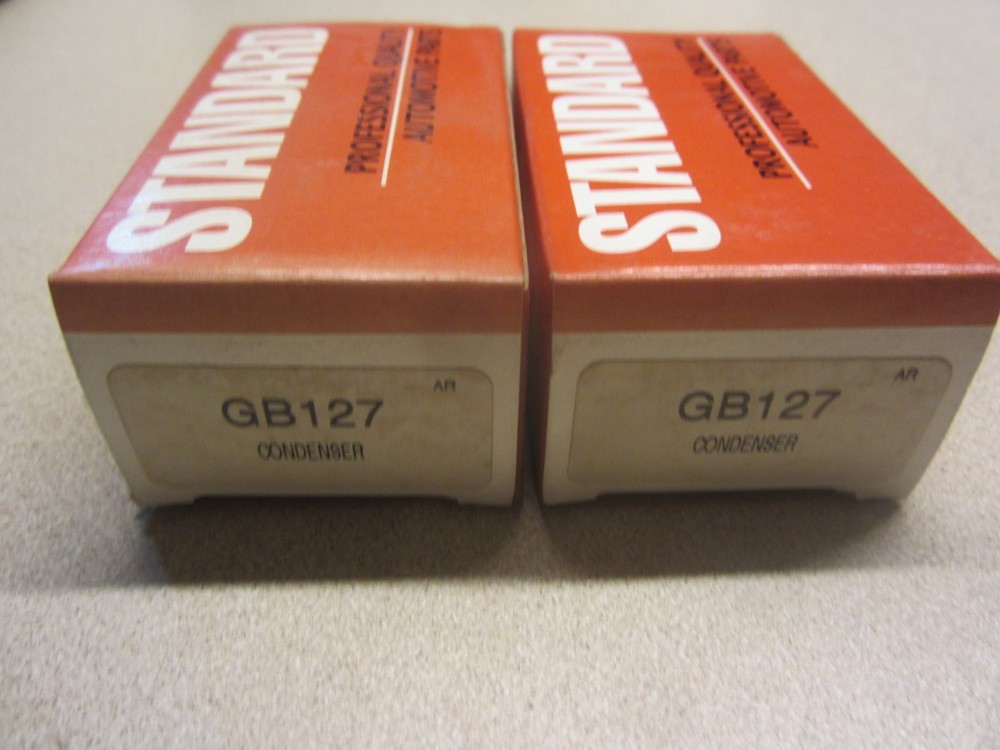 STANDARD
PROFESSIONAL QUALITY
AUTOMOTIVE PARTS
AR
GB127
CONDENSER
STANDARD
PROFESSIONAL QUALITY
AUTOMOTIVE PARTS
AR
GB127
CONDENSER